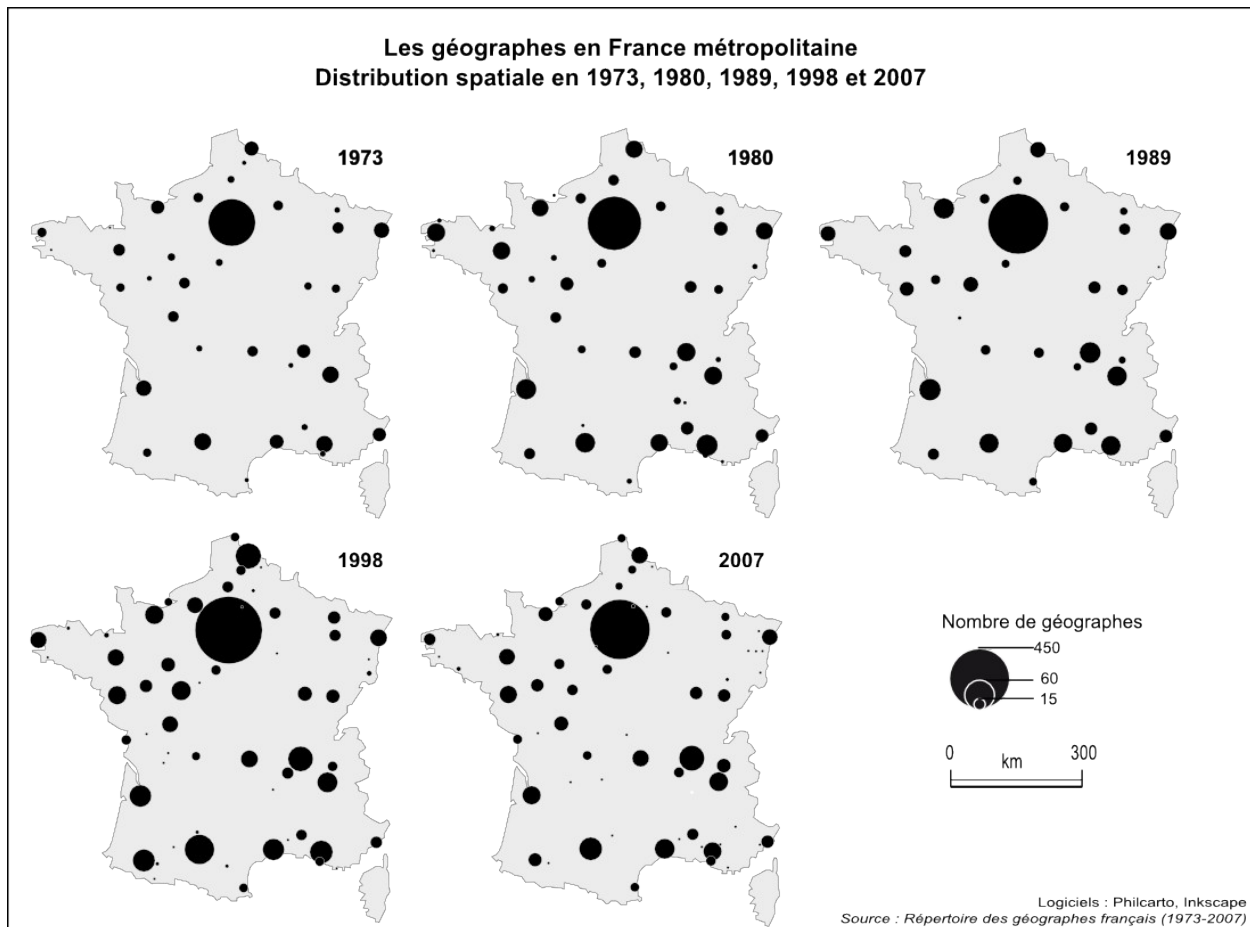 Les géographes en France métropolitaine
Distribution spatiale en 1973, 1980, 1989, 1998 et 2007
1973
1980
1989
1998
2007
Nombre de géographes
450
60
15
0 300
km
Logiciels : Philcarto, Inkscape
Source : Répertoire des géographes français (1973-2007)